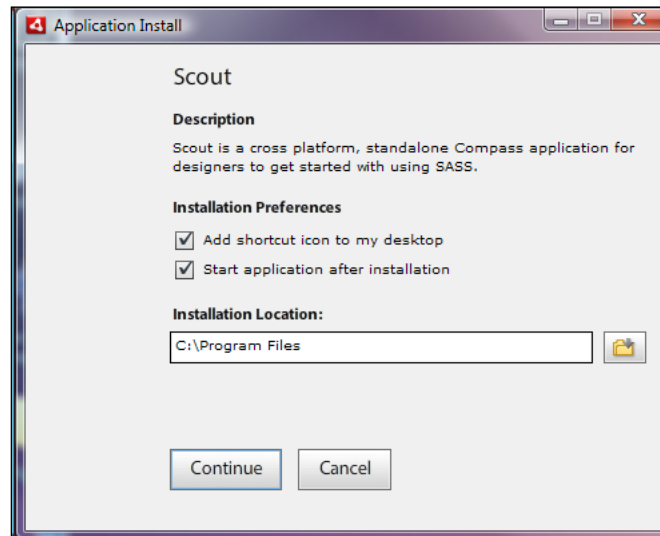 Application Install
Scout
Description
Scout is a cross platform, standalone Compass application for
designers to get started with using SASS.
Installation Preferences
Add shortcut icon to my desktop
Start application after installation
Installation Location:
C:\Program Files
Continue Cancel